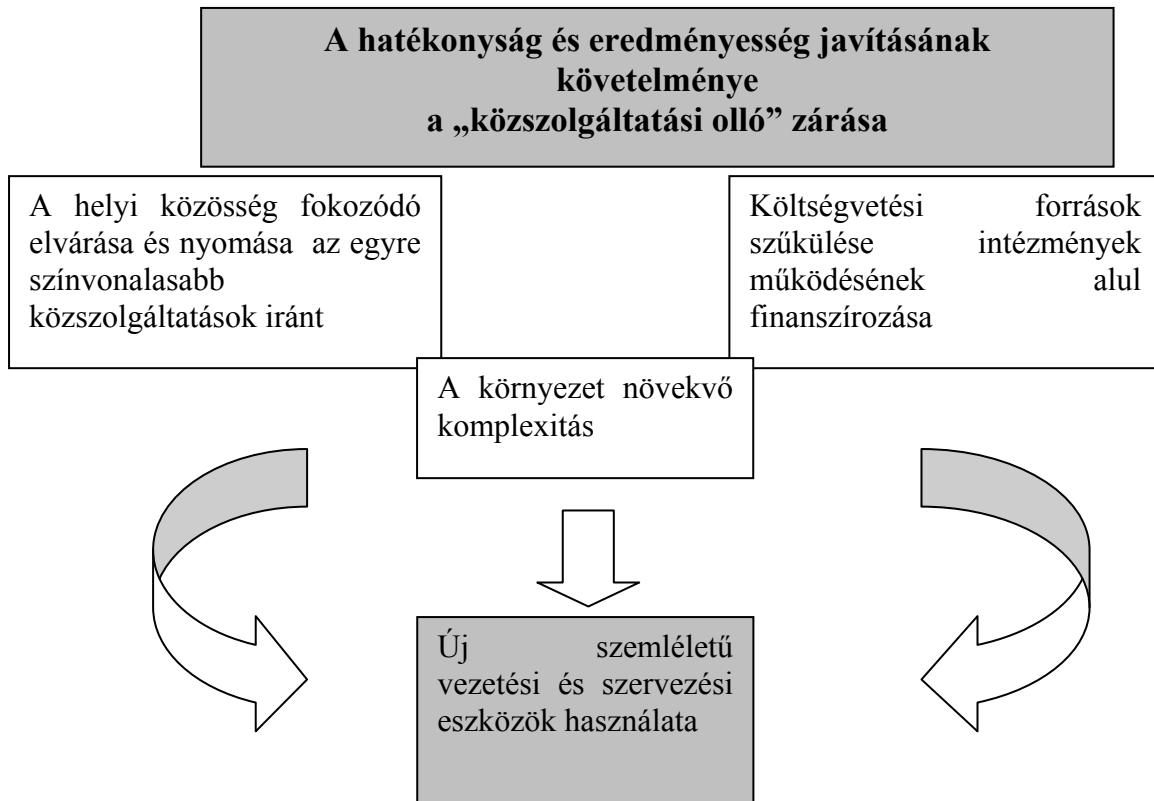 A hatékonyság és eredményesség javításának
követelménye
a „közszolgáltatási olló” zárása
A helyi közösség fokozódó
elvárása és nyomása az egyre
színvonalasabb
közszolgáltatások iránt
Költségvetési források
szűkülése intézmények
működésének alul
finanszírozása
A környezet növekvő
komplexitás
Új szemléletű
vezetési és szervezési
eszközök használata